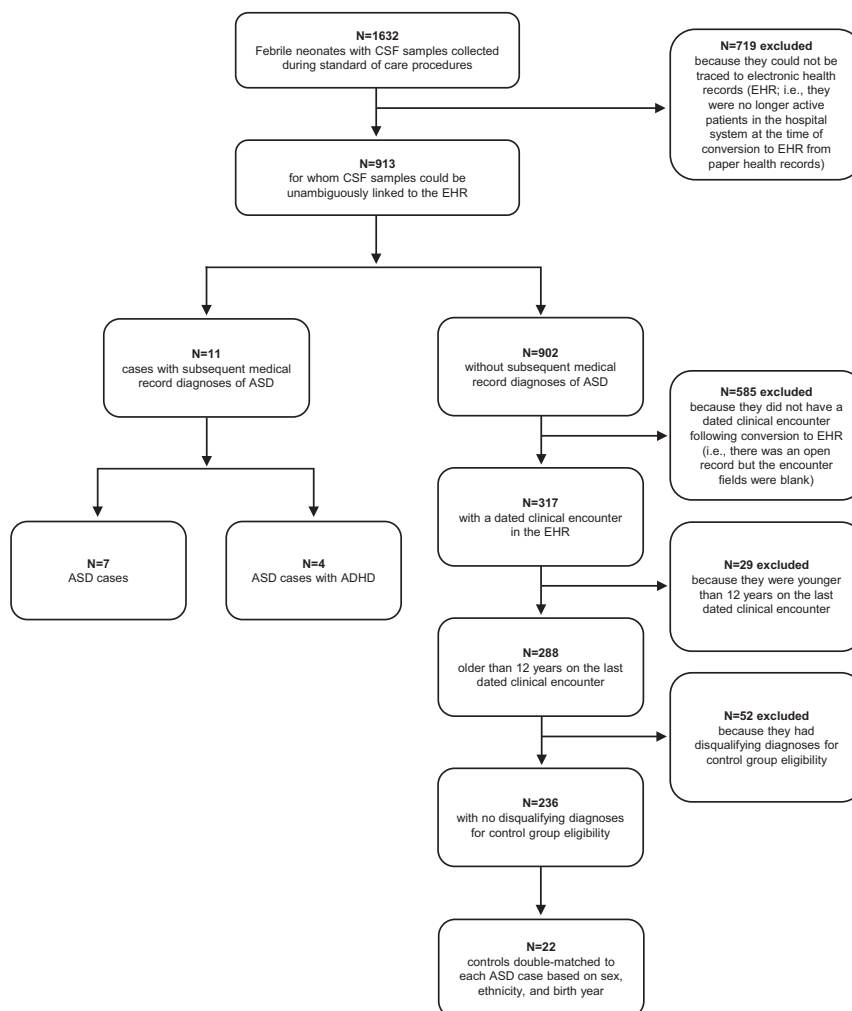 N=1632
Febrile neonates with CSF samples collected
during standard of care procedures
N=719 excluded
because they could not be
traced to electronic health
records (EHR; i.e., they
were no longer active
patients in the hospital
system at the time of
conversion to EHR from
paper health records)
N=913
for whom CSF samples could be
unambiguously linked to the EHR
N=11
cases with subsequent medical
record diagnoses of ASD
N=902
without subsequent medical
record diagnoses of ASD
N=585 excluded
because they did not have a
dated clinical encounter
following conversion to EHR
(i.e., there was an open
record but the encounter
fields were blank)
N=7
ASD cases
N=4
ASD cases with ADHD
N=317
with a dated clinical encounter
in the EHR
N=29 excluded
because they were younger
than 12 years on the last
dated clinical encounter
N=288
older than 12 years on the last
dated clinical encounter
N=52 excluded
because they had
disqualifying diagnoses for
control group eligibility
N=236
with no disqualifying diagnoses
for control group eligibility
N=22
controls double-matched to
each ASD case based on sex,
ethnicity, and birth year